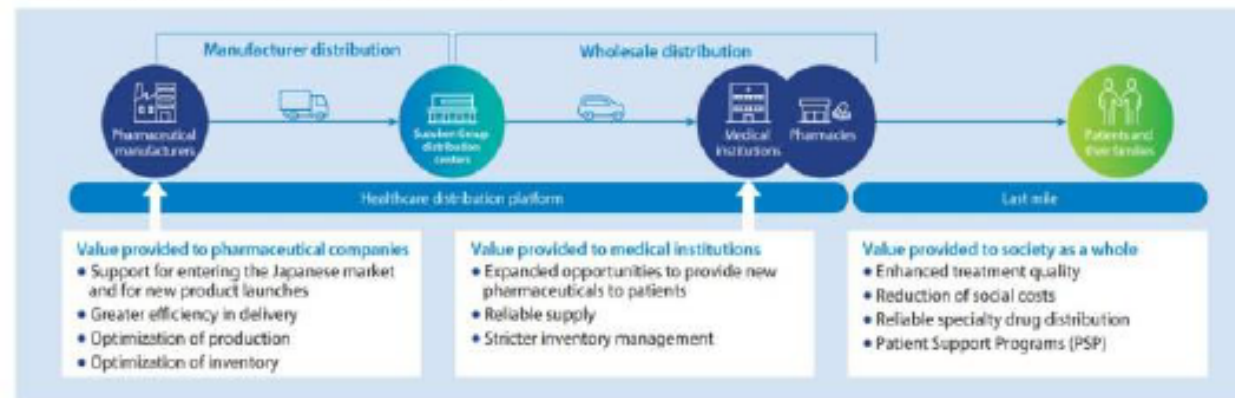 Manufacturer distribution
Wholesale distribution
Pharmaceutical
manufacturers
Suzuken Group
distribution
centers
Medical
institutions
Pharmacies
Patients and
their families
Healthcare distribution platform
Last mile
Value provided to pharmaceutical companies
• Support for entering the Japanese market
and for new product launches
• Greater efficiency in delivery
• Optimization of production
• Optimization of inventory
Value provided to medical institutions
• Expanded opportunities to provide new
pharmaceuticals to patients
• Reliable supply
• Stricter inventory management
Value provided to society as a whole
• Enhanced treatment quality
• Reduction of social costs
• Reliable specialty drug distribution
• Patient Support Programs (PSP)